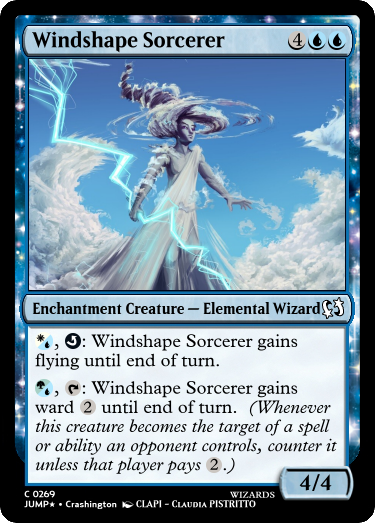 Windshape Sorcerer 4
Enchantment Creature — Elemental Wizard
, : Windshape Sorcerer gains
flying until end of turn.
, : Windshape Sorcerer gains
ward 2 until end of turn. (Whenever
this creature becomes the target of a spell
or ability an opponent controls, counter it
unless that player pays 2.)
4/4
C 0269 WIZARDS
JUMP★ • Crashington CLAPI – Claudia PISTRITTO